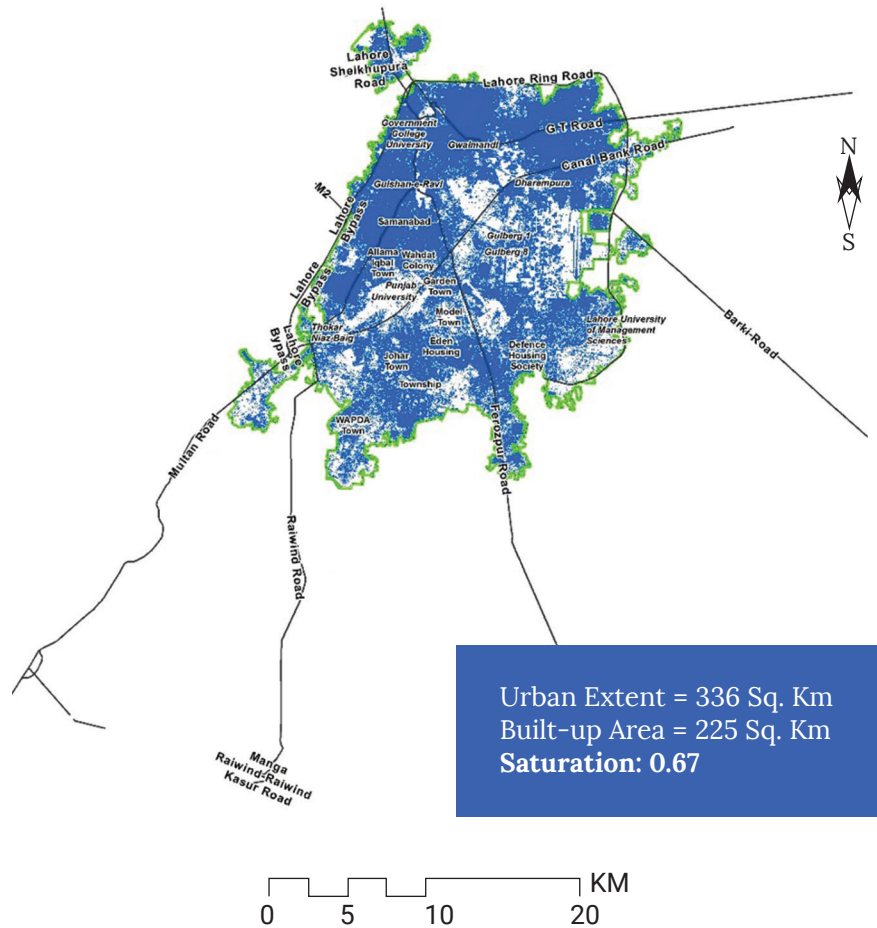 Lahore
Sheikhupura
Road
Lahore Ring Road
Government
College
University
Gwalmandi
G T Road
Canal Bank Road
Gulshan-e-Ravi
Dharampura
M2
Lahore
Bypass
Samanabad
Gulberg 1
Gulberg 8
Allama
Iqbal
Town
Wahdat
Colony
Lahore
Bypass
Punjab
University
Garden
Town
Model
Town
Thokar
Niaz-Baig
Lahore
Bypass
Eden
Housing
Johar
Town
Defence
Housing
Society
Lahore University
of Management
Sciences
Barki-Road
Township
WAPDA
Town
Multan Road
Ferozpur Road
Raiwind Road
Manga
Raiwind-Raiwind
Kasur Road
N
S
Urban Extent = 336 Sq. Km
Built-up Area = 225 Sq. Km
Saturation: 0.67
KM
0 5 10 20